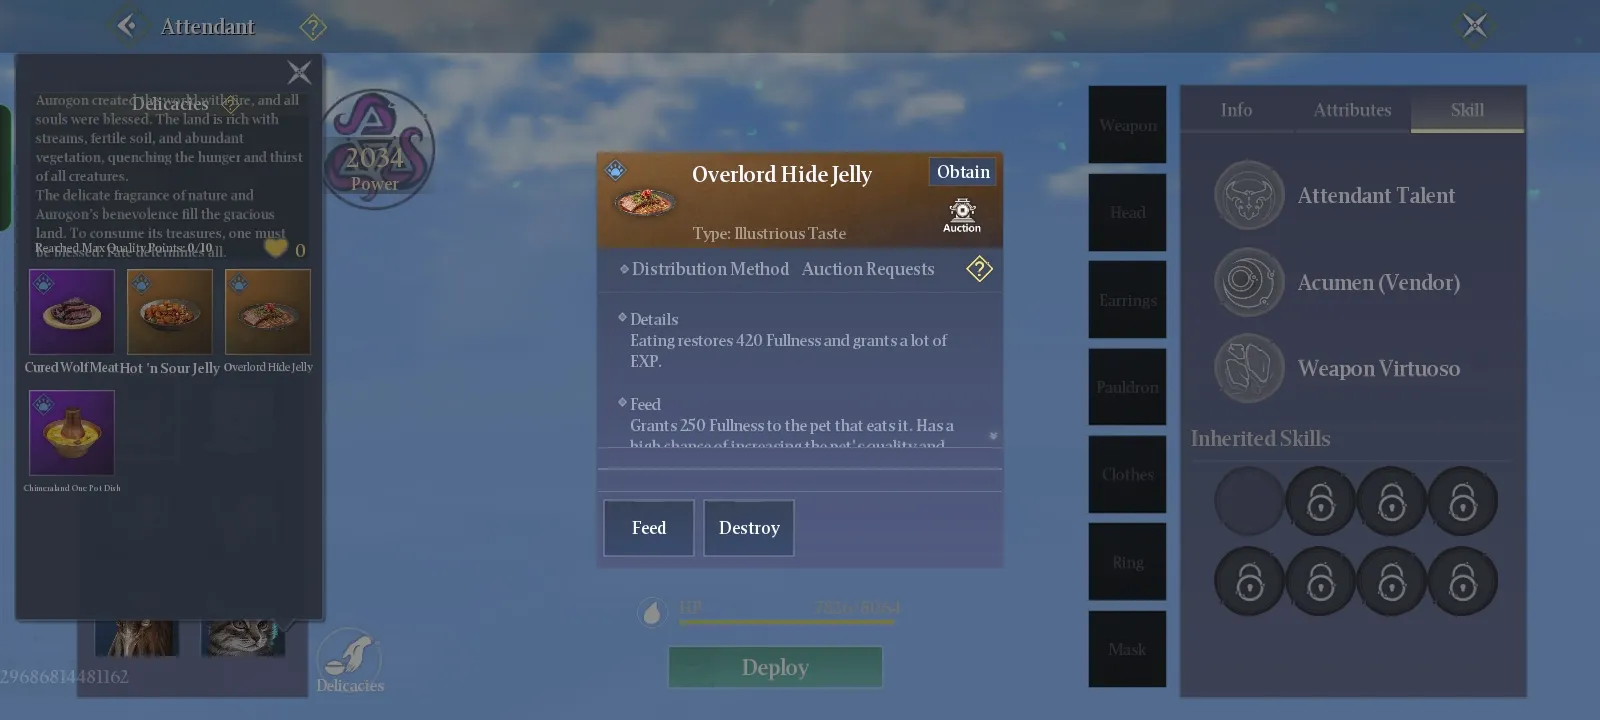 Attendant
Delicacies
Aurogon created the world with fire, and all
souls were blessed. The land is rich with
streams, fertile soil, and abundant
vegetation, quenching the hunger and thirst
of all creatures.
The delicate fragrance of nature and
Aurogon's benevolence fill the gracious
land. To consume its treasures, one must
be blessed. Fate determines all.
Reached Max Quality Points: 0/10
0
Cured Wolf Meat
Hot 'n Sour Jelly
Overlord Hide Jelly
Chimeraland One Pot Dish
29686814481162
Delicacies
2034
Power
Overlord Hide Jelly
Obtain
Auction
Type: Illustrious Taste
Distribution Method Auction Requests
Details
Eating restores 420 Fullness and grants a lot of
EXP.
Feed
Grants 250 Fullness to the pet that eats it. Has a
high chance of increasing the pet's quality and
Feed
Destroy
HP
Deploy
Weapon
Head
Earrings
Pauldron
Clothes
Ring
Mask
Info
Attributes
Skill
Attendant Talent
Acumen (Vendor)
Weapon Virtuoso
Inherited Skills